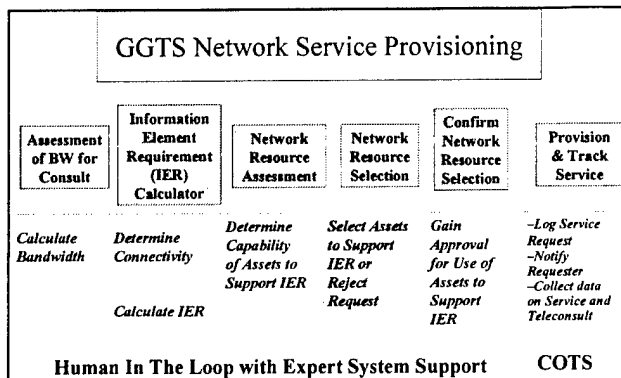 GGTS Network Service Provisioning
Assessment
of BW for
Consult
Information
Element
Requirement
(IER)
Calculator
Network
Resource
Assessment
Network
Resource
Selection
Confirm
Network
Resource
Selection
Provision
& Track
Service
Calculate
Bandwidth
Determine
Connectivity
Calculate IER
Determine
Capability
of Assets to
Support IER
Select Assets
to Support
IER or
Reject
Request
Gain
Approval
for Use of
Assets to
Support
IER
–Log Service
Request
–Notify
Requester
–Collect data
on Service and
Teleconsult
Human In The Loop with Expert System Support
COTS